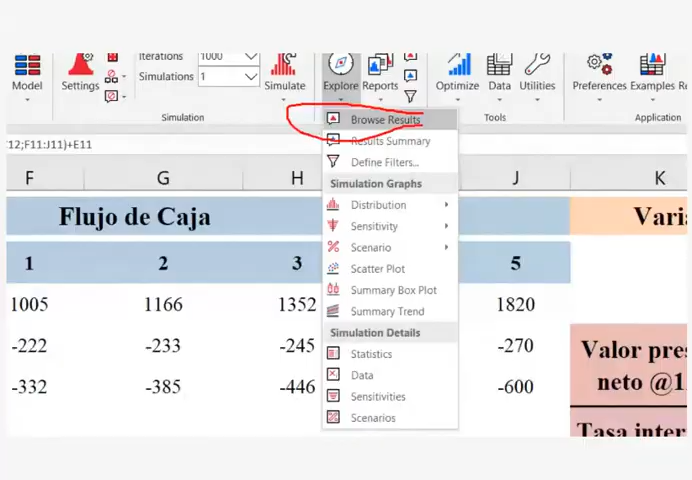 Iterations 1000
Simulations 1
Model Settings Simulate Explore Reports Optimize Data Utilities Preferences Examples
Simulation Tools Application
12;F11:J11)+E11
F G H J K
Browse Results
Results Summary
Define Filters...
Simulation Graphs
Distribution
Sensitivity
Scenario
Scatter Plot
Summary Box Plot
Summary Trend
Simulation Details
Statistics
Data
Sensitivities
Scenarios
Flujo de Caja
1 2 3 5
1005 1166 1352 1820
-222 -233 -245 -270
-332 -385 -446 -600
Valor
neto @1
Tasa